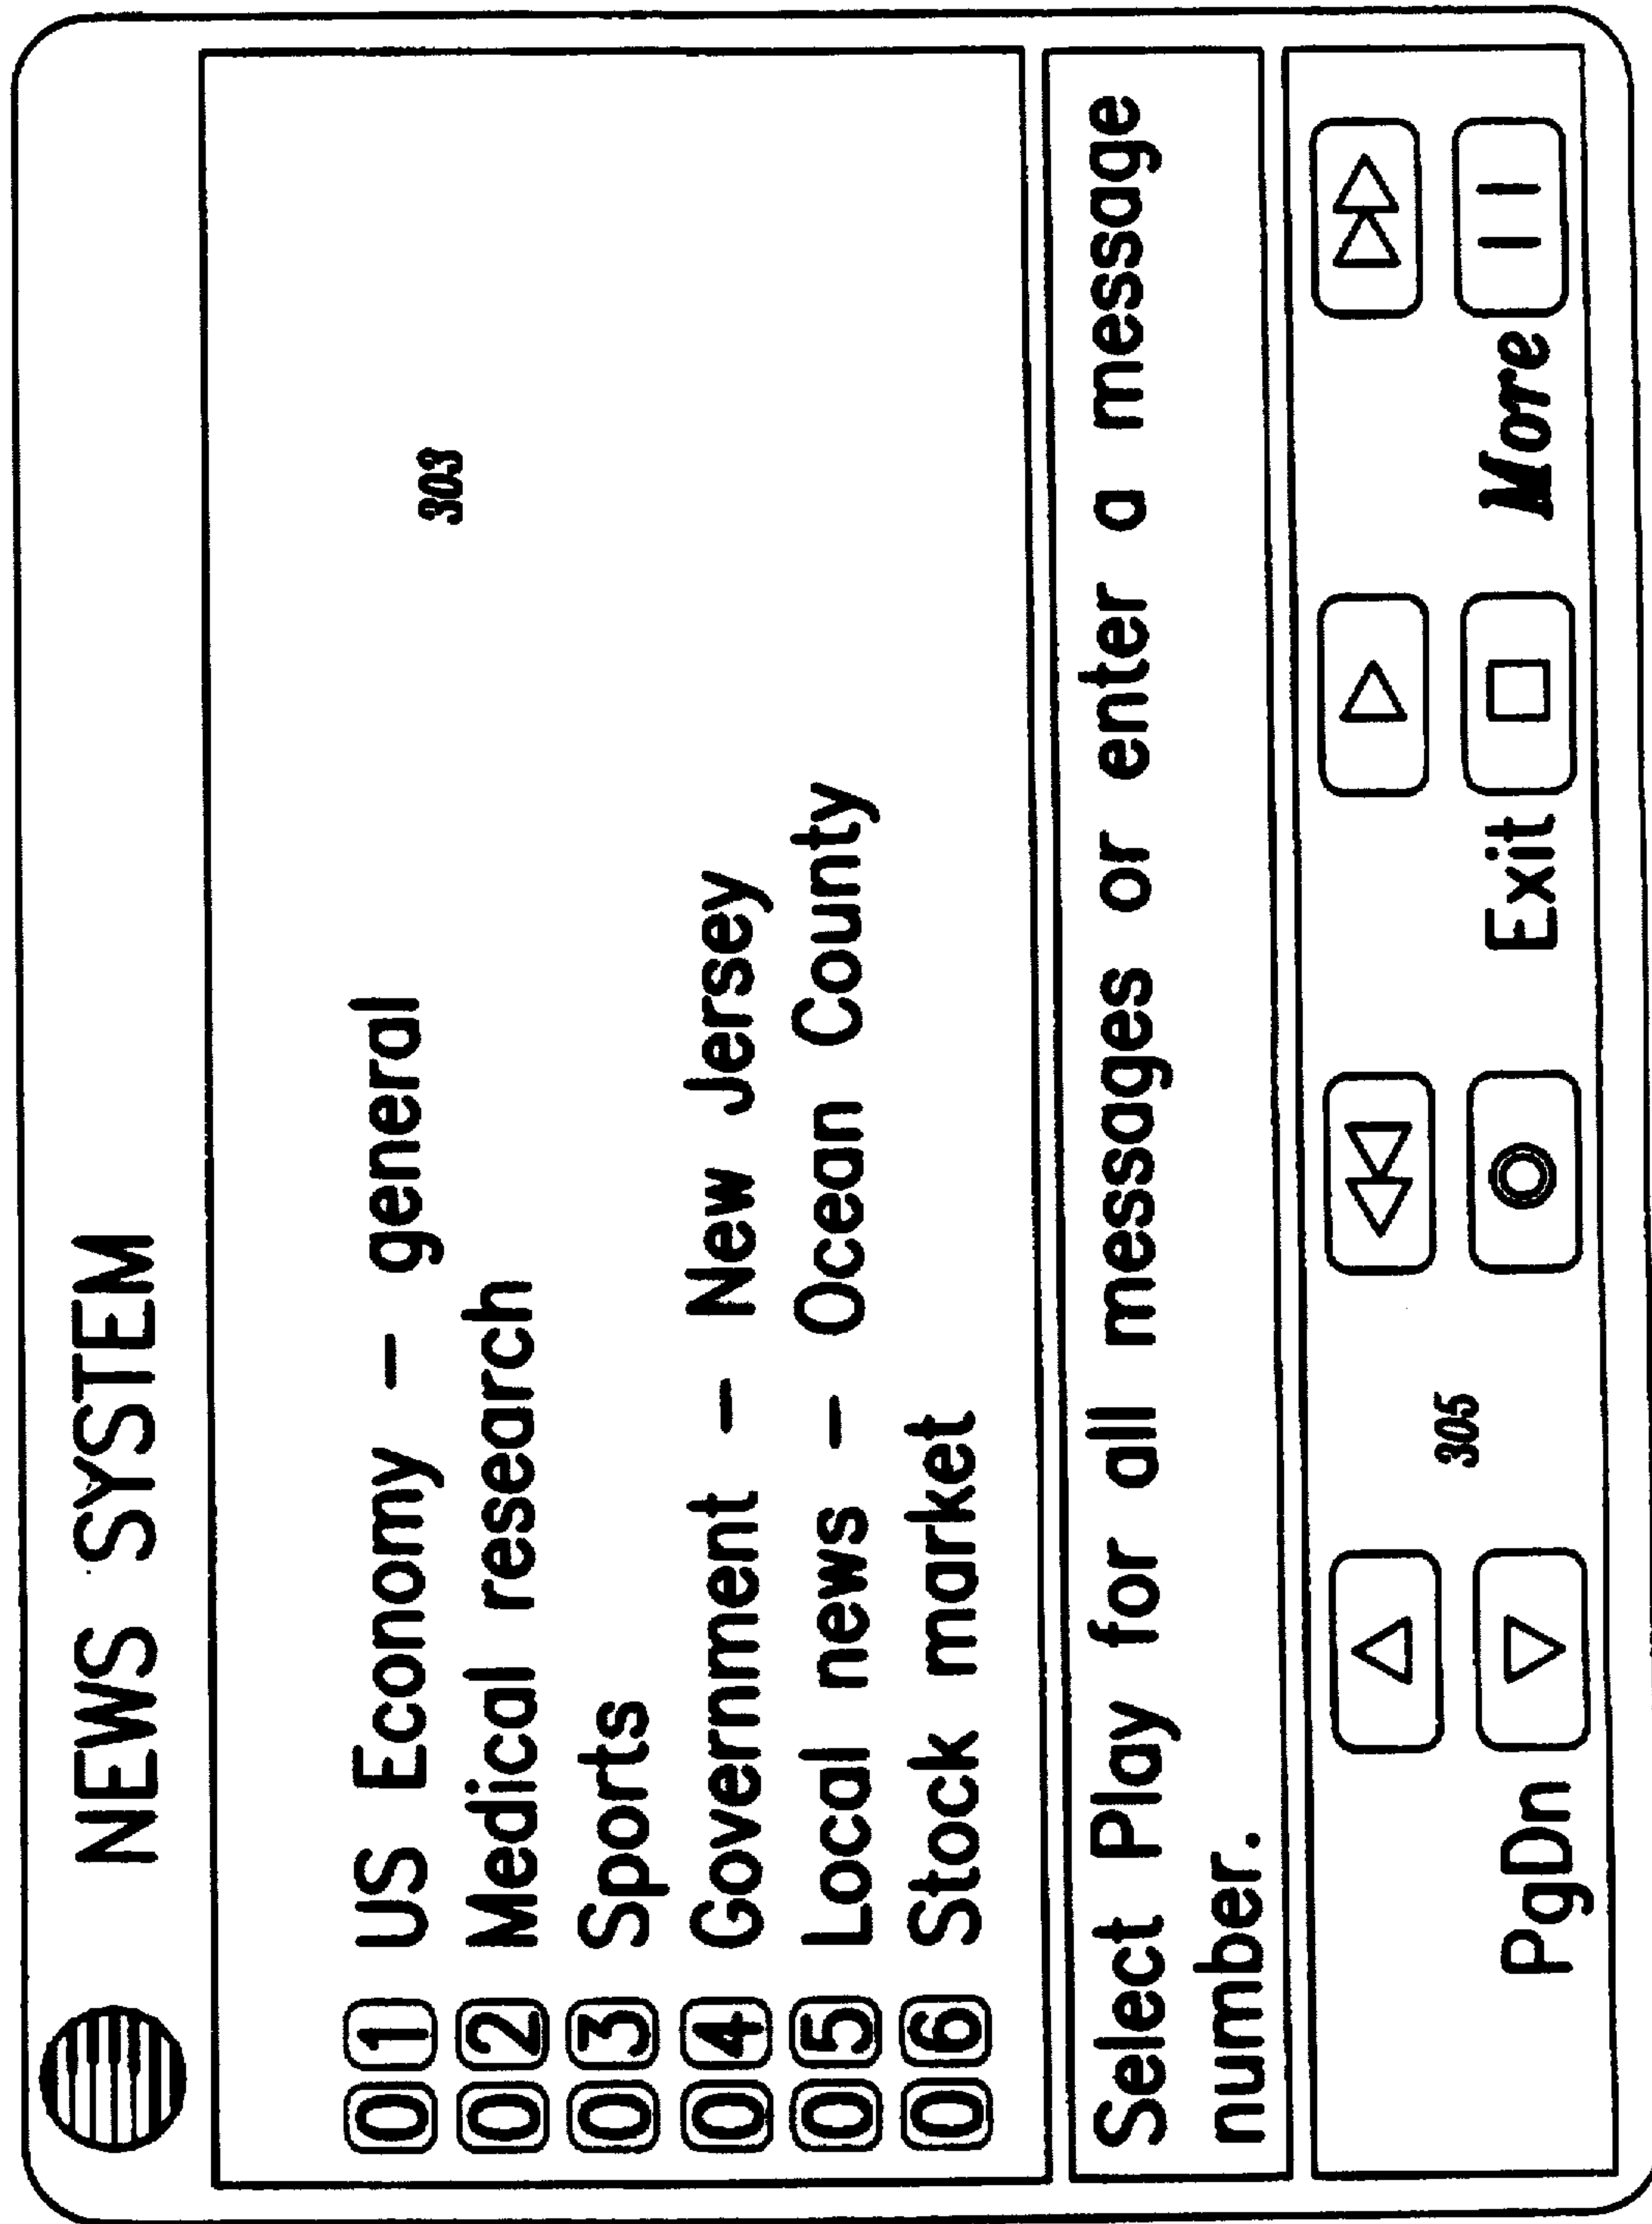 NEWS SYSTEM
01 US Economy – general
303
02 Medical research
03 Sports
04 Government – New Jersey
05 Local news – Ocean County
06 Stock market
Select Play for all messages or enter a message
number.
305
PgDn Exit More